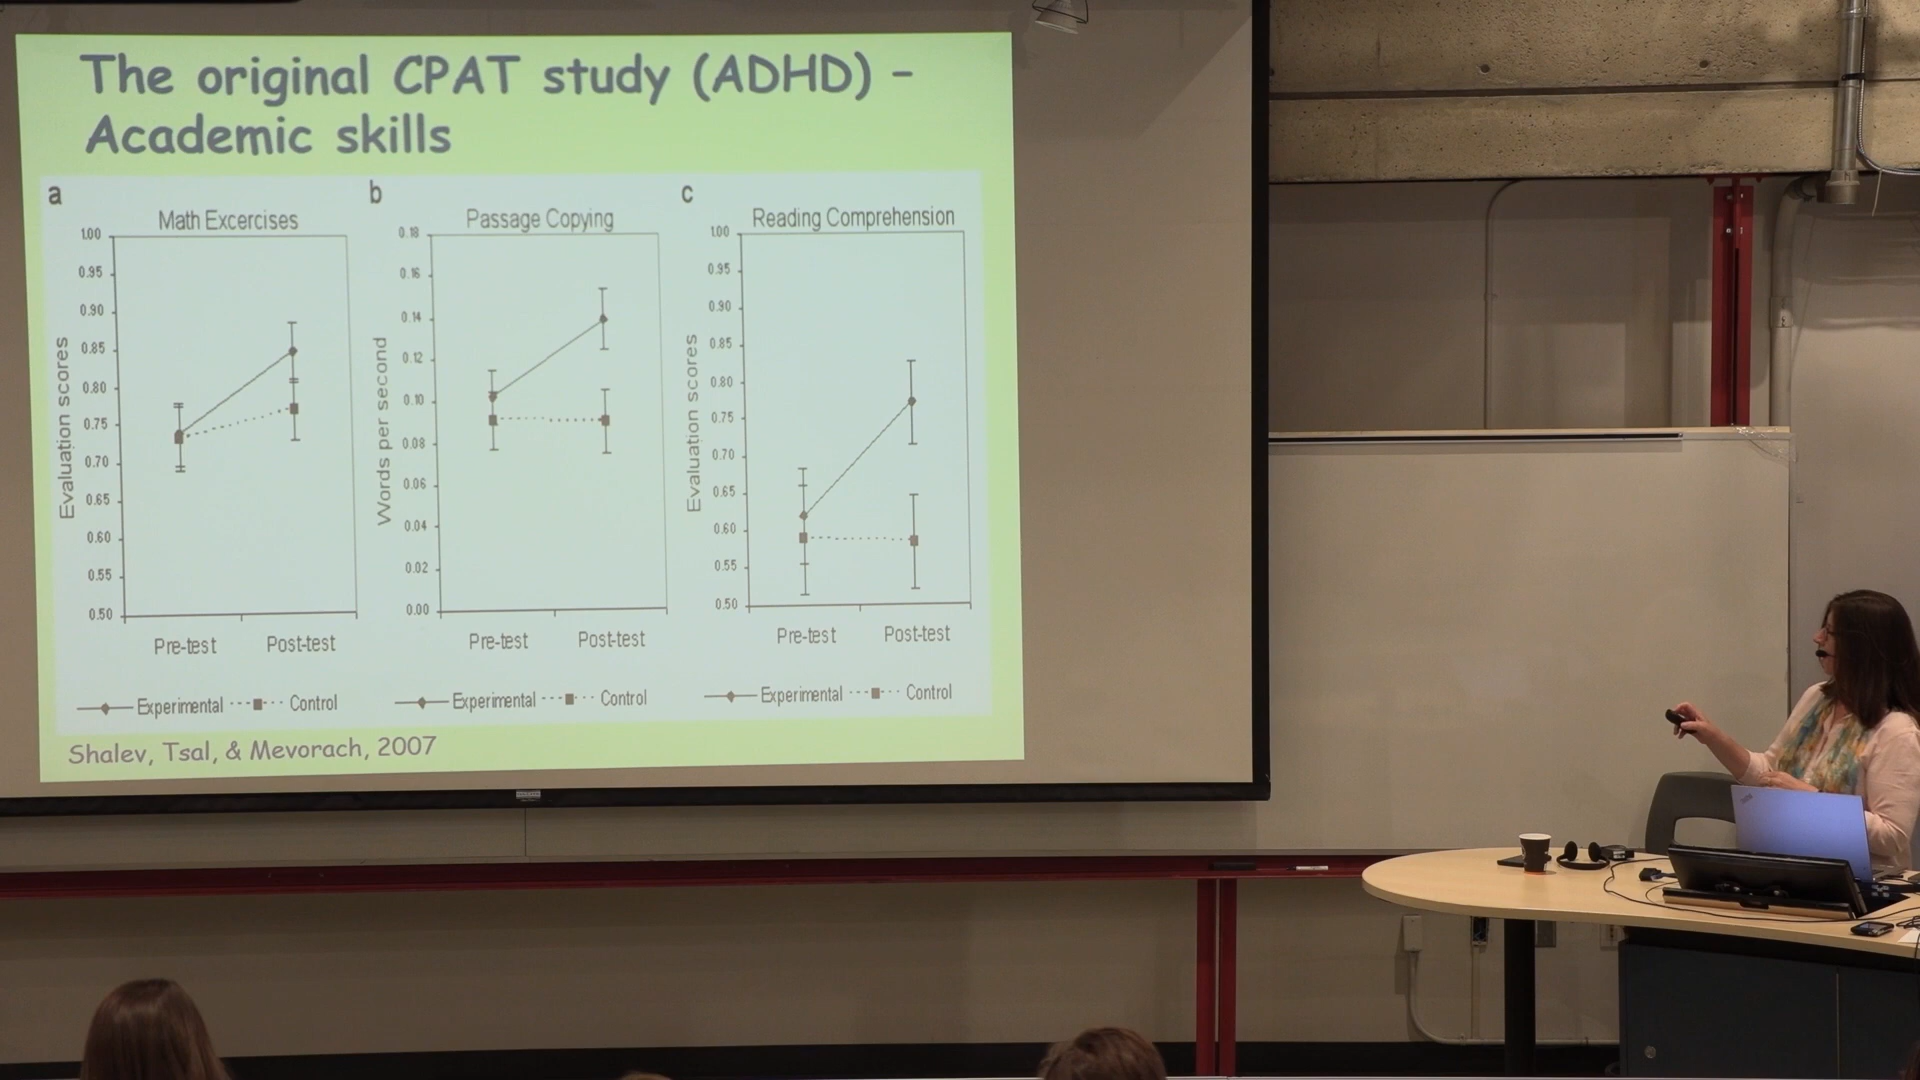 The original CPAT study (ADHD) –
Academic skills
a
Math Excercises
Evaluation scores
1.00
0.95
0.90
0.85
0.80
0.75
0.70
0.65
0.60
0.55
0.50
Pre-test Post-test
Experimental Control
b
Passage Copying
Words per second
0.18
0.16
0.14
0.12
0.10
0.08
0.06
0.04
0.02
0.00
Pre-test Post-test
Experimental Control
c
Reading Comprehension
Evaluation scores
1.00
0.95
0.90
0.85
0.80
0.75
0.70
0.65
0.60
0.55
0.50
Pre-test Post-test
Experimental Control
Shalev, Tsal, & Mevorach, 2007